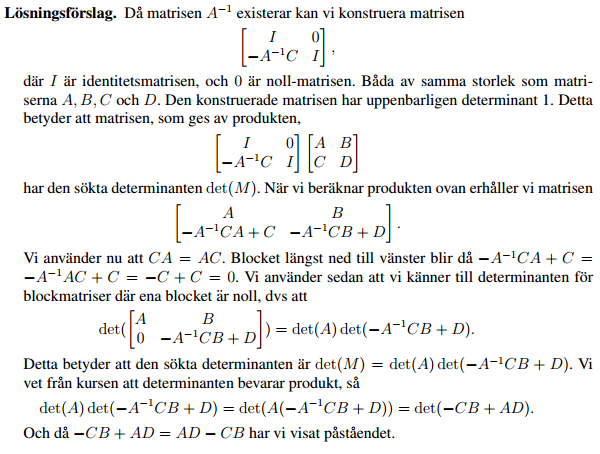 Lösningsförslag. Då matrisen $A^{-1}$ existerar kan vi konstruera matrisen
$$\begin{bmatrix} I & 0 \\ -A^{-1}C & I \end{bmatrix},$$
där $I$ är identitetsmatrisen, och $0$ är noll-matrisen. Båda av samma storlek som matri-
serna $A, B, C$ och $D$. Den konstruerade matrisen har uppenbarligen determinant 1. Detta
betyder att matrisen, som ges av produkten,
$$\begin{bmatrix} I & 0 \\ -A^{-1}C & I \end{bmatrix} \begin{bmatrix} A & B \\ C & D \end{bmatrix}$$
har den sökta determinanten $\det(M)$. När vi beräknar produkten ovan erhåller vi matrisen
$$\begin{bmatrix} A & B \\ -A^{-1}CA + C & -A^{-1}CB + D \end{bmatrix}.$$
Vi använder nu att $CA = AC$. Blocket längst ned till vänster blir då $-A^{-1}CA + C =$
$-A^{-1}AC + C = -C + C = 0$. Vi använder sedan att vi känner till determinanten för
blockmatriser där ena blocket är noll, dvs att
$$\det(\begin{bmatrix} A & B \\ 0 & -A^{-1}CB + D \end{bmatrix}) = \det(A)\det(-A^{-1}CB + D).$$
Detta betyder att den sökta determinanten är $\det(M) = \det(A)\det(-A^{-1}CB + D)$. Vi
vet från kursen att determinanten bevarar produkt, så
$$\det(A)\det(-A^{-1}CB + D) = \det(A(-A^{-1}CB + D)) = \det(-CB + AD).$$
Och då $-CB + AD = AD - CB$ har vi visat påståendet.